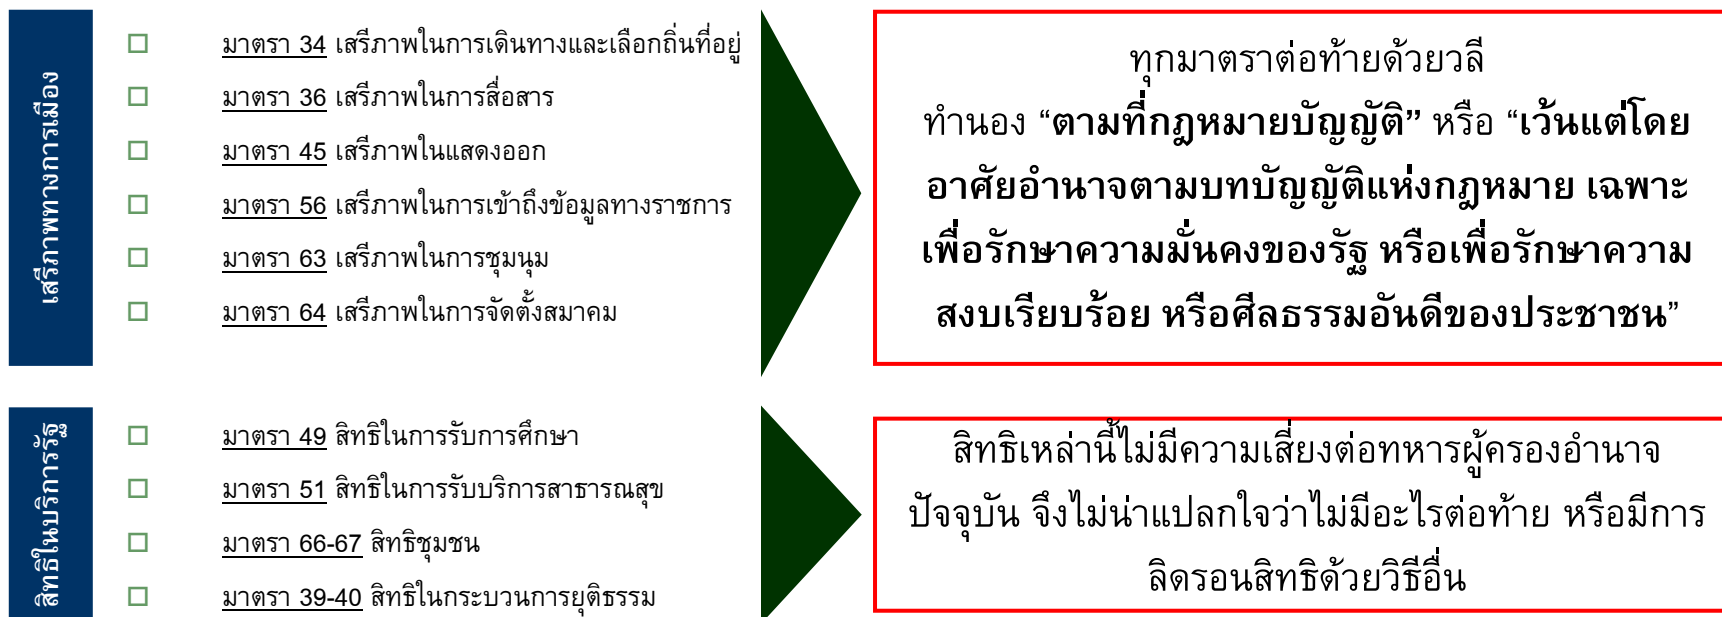 เสรีภาพทางการเมือง
มาตรา 34 เสรีภาพในการเดินทางและเลือกถิ่นที่อยู่
มาตรา 36 เสรีภาพในการสื่อสาร
มาตรา 45 เสรีภาพในแสดงออก
มาตรา 56 เสรีภาพในการเข้าถึงข้อมูลทางราชการ
มาตรา 63 เสรีภาพในการชุมนุม
มาตรา 64 เสรีภาพในการจัดตั้งสมาคม
ทุกมาตราต่อท้ายด้วยวลี
ทำนอง “ตามที่กฎหมายบัญญัติ” หรือ “เว้นแต่โดย
อาศัยอำนาจตามบทบัญญัติแห่งกฎหมาย เฉพาะ
เพื่อรักษาความมั่นคงของรัฐ หรือเพื่อรักษาความ
สงบเรียบร้อย หรือศีลธรรมอันดีของประชาชน”
สิทธิในบริการรัฐ
มาตรา 49 สิทธิในการรับการศึกษา
มาตรา 51 สิทธิในการรับบริการสาธารณสุข
มาตรา 66-67 สิทธิชุมชน
มาตรา 39-40 สิทธิในกระบวนการยุติธรรม
สิทธิเหล่านี้ไม่มีความเสี่ยงต่อทหารผู้ครองอำนาจ
ปัจจุบัน จึงไม่น่าแปลกใจว่าไม่มีอะไรต่อท้าย หรือมีการ
ลิดรอนสิทธิด้วยวิธีอื่น